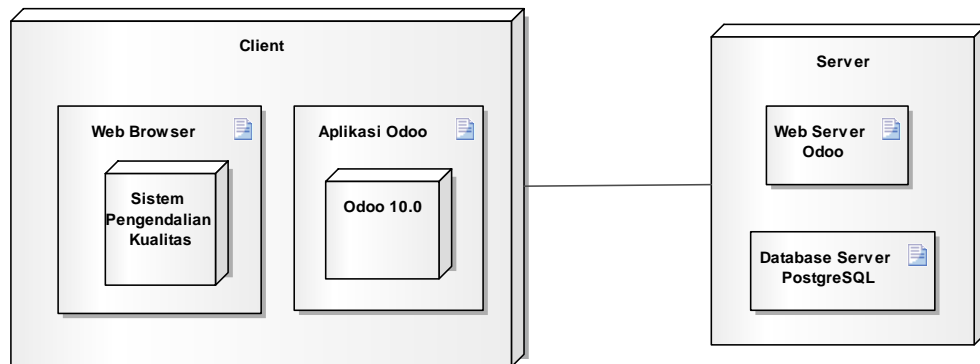 Client
Web Browser
Sistem
Pengendalian
Kualitas
Aplikasi Odoo
Odoo 10.0
Server
Web Server
Odoo
Database Server
PostgreSQL